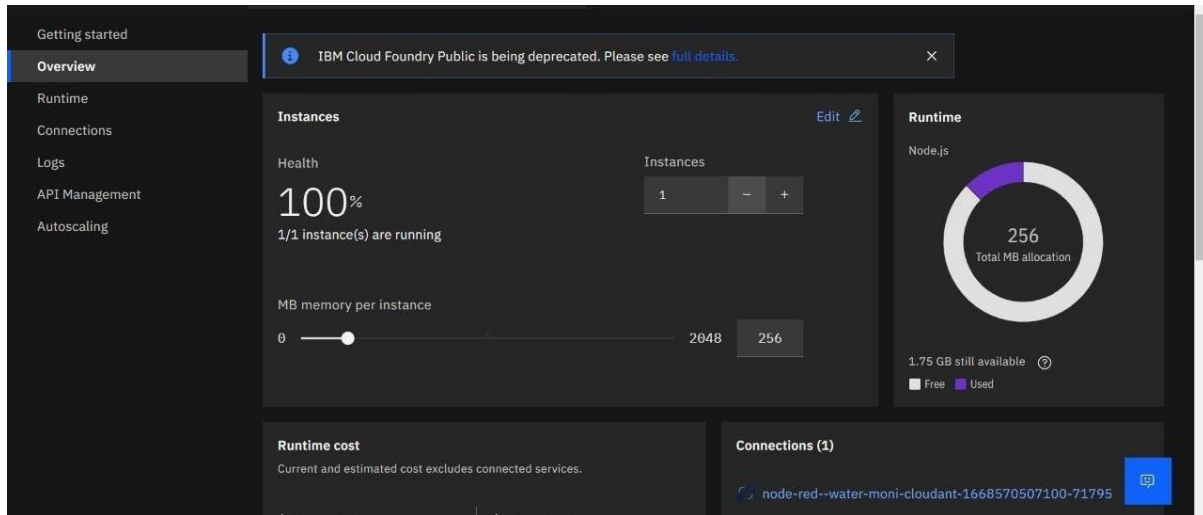 Getting started
Overview
Runtime
Connections
Logs
API Management
Autoscaling
IBM Cloud Foundry Public is being deprecated. Please see full details.
Instances
Edit
Health
100%
1/1 instance(s) are running
Instances
1
MB memory per instance
0
2048
256
Runtime
Node.js
256
Total MB allocation
1.75 GB still available
Free
Used
Runtime cost
Current and estimated cost excludes connected services.
Connections (1)
node-red--water-moni-cloudant-1668570507100-71795